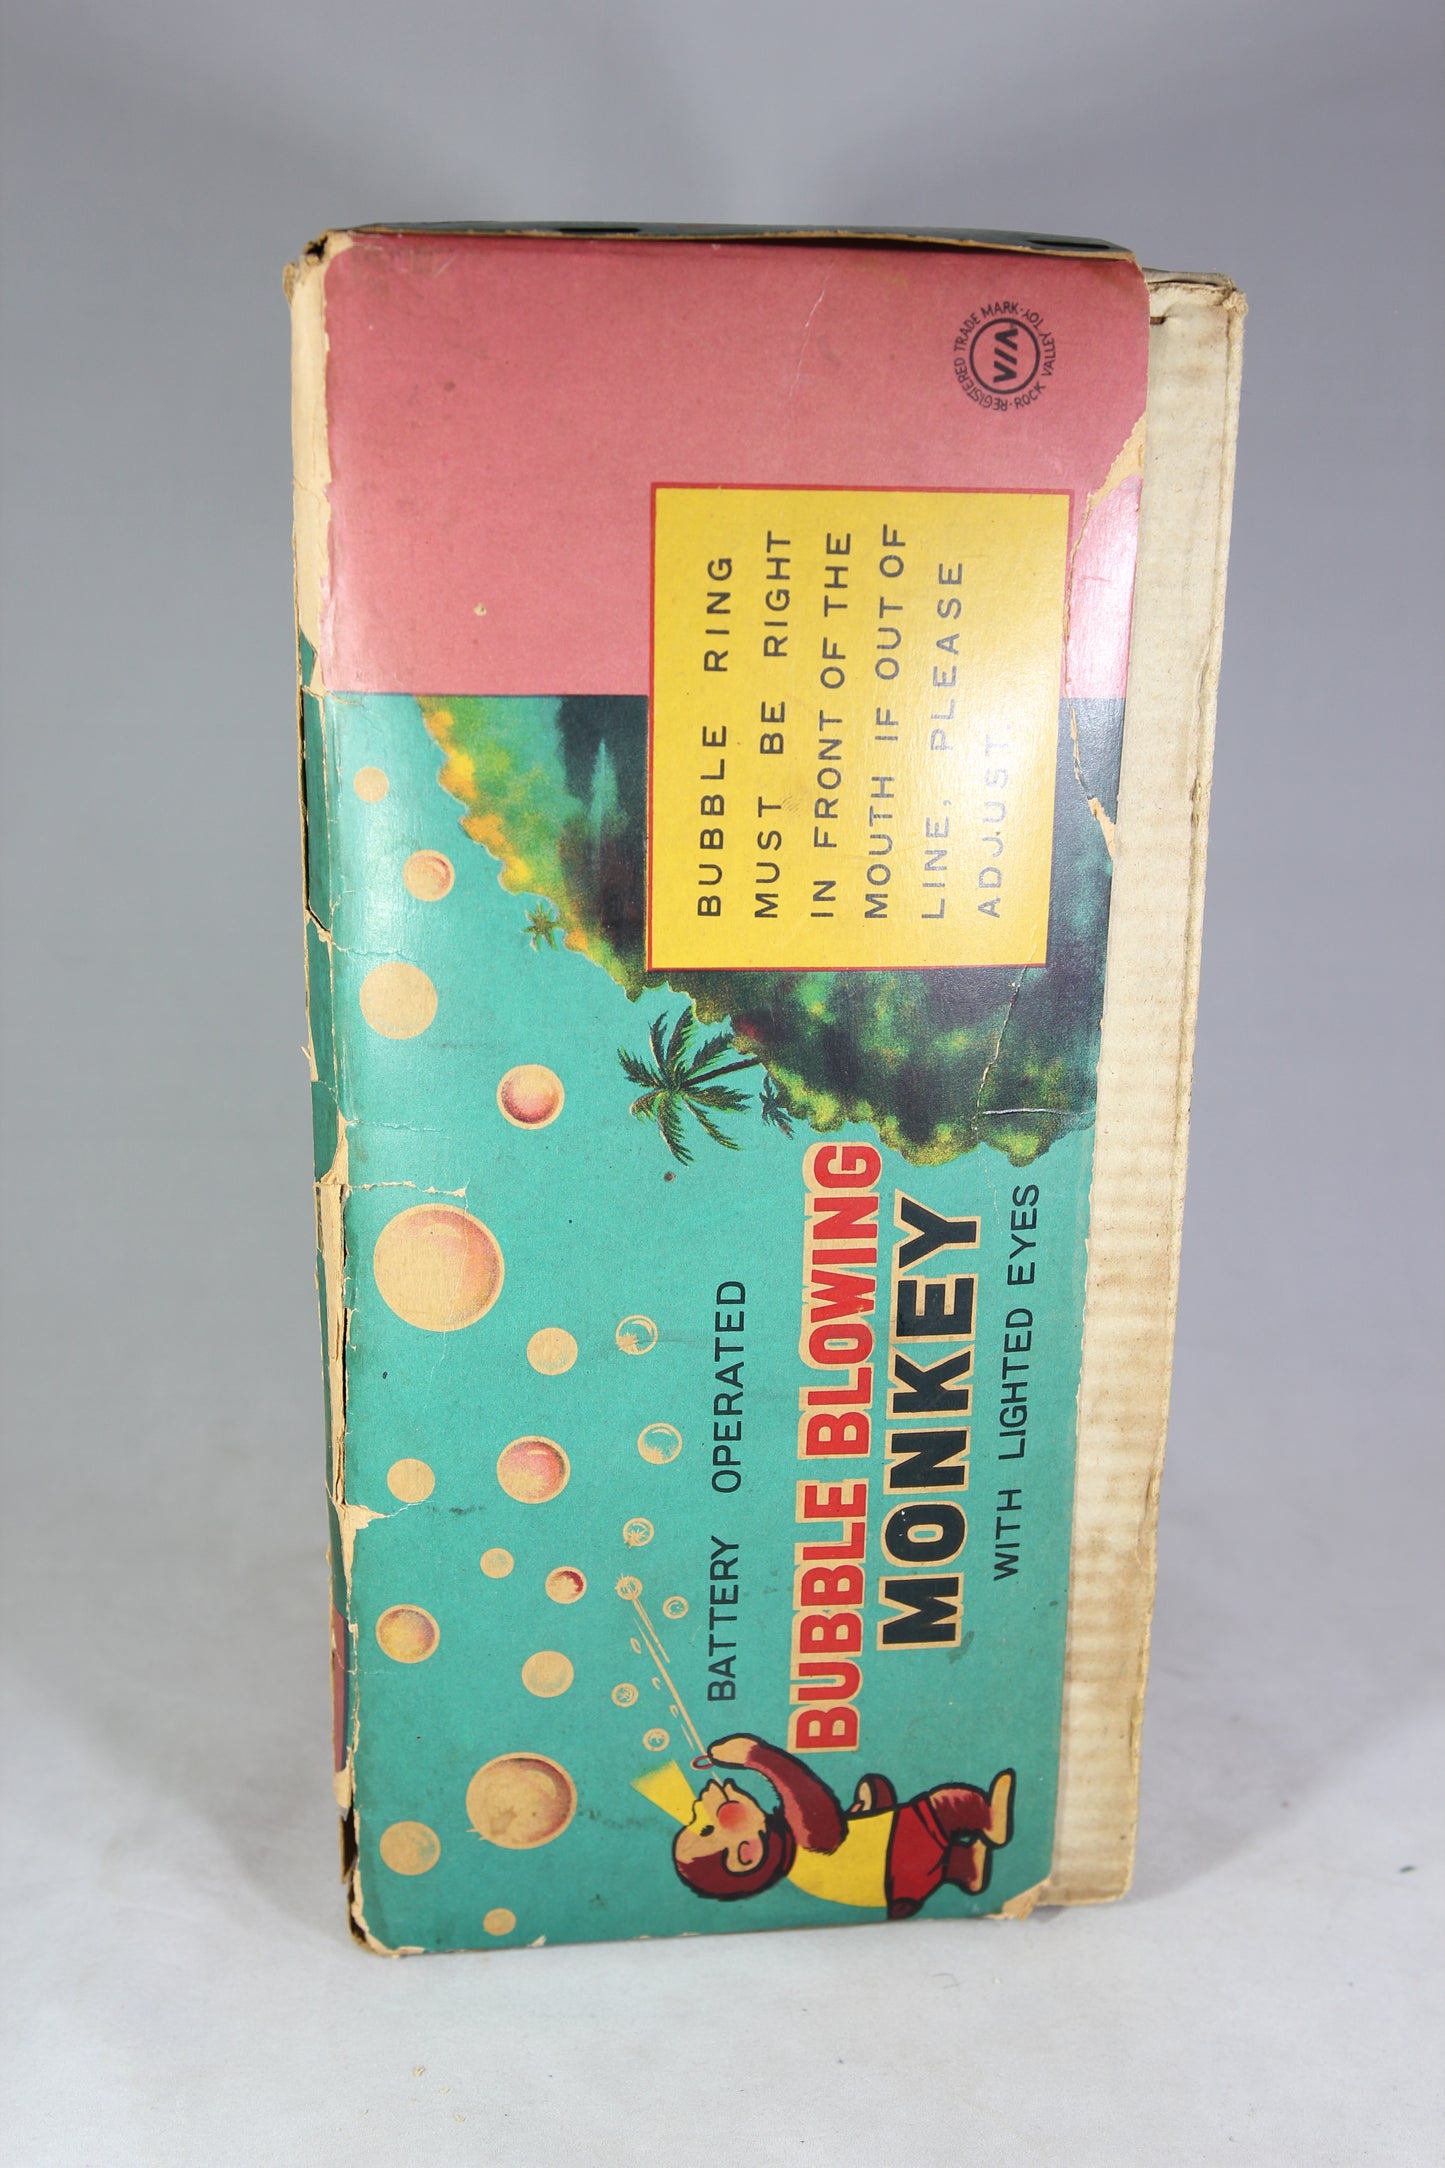 BATTERY OPERATED
BUBBLE BLOWING
MONKEY
WITH LIGHTED EYES
BUBBLE RING
MUST BE RIGHT
IN FRONT OF THE
MOUTH IF OUT OF
LINE, PLEASE
ADJUST.
REGISTERED TRADE MARK·
ROCK VALLEY TOY·
VIA